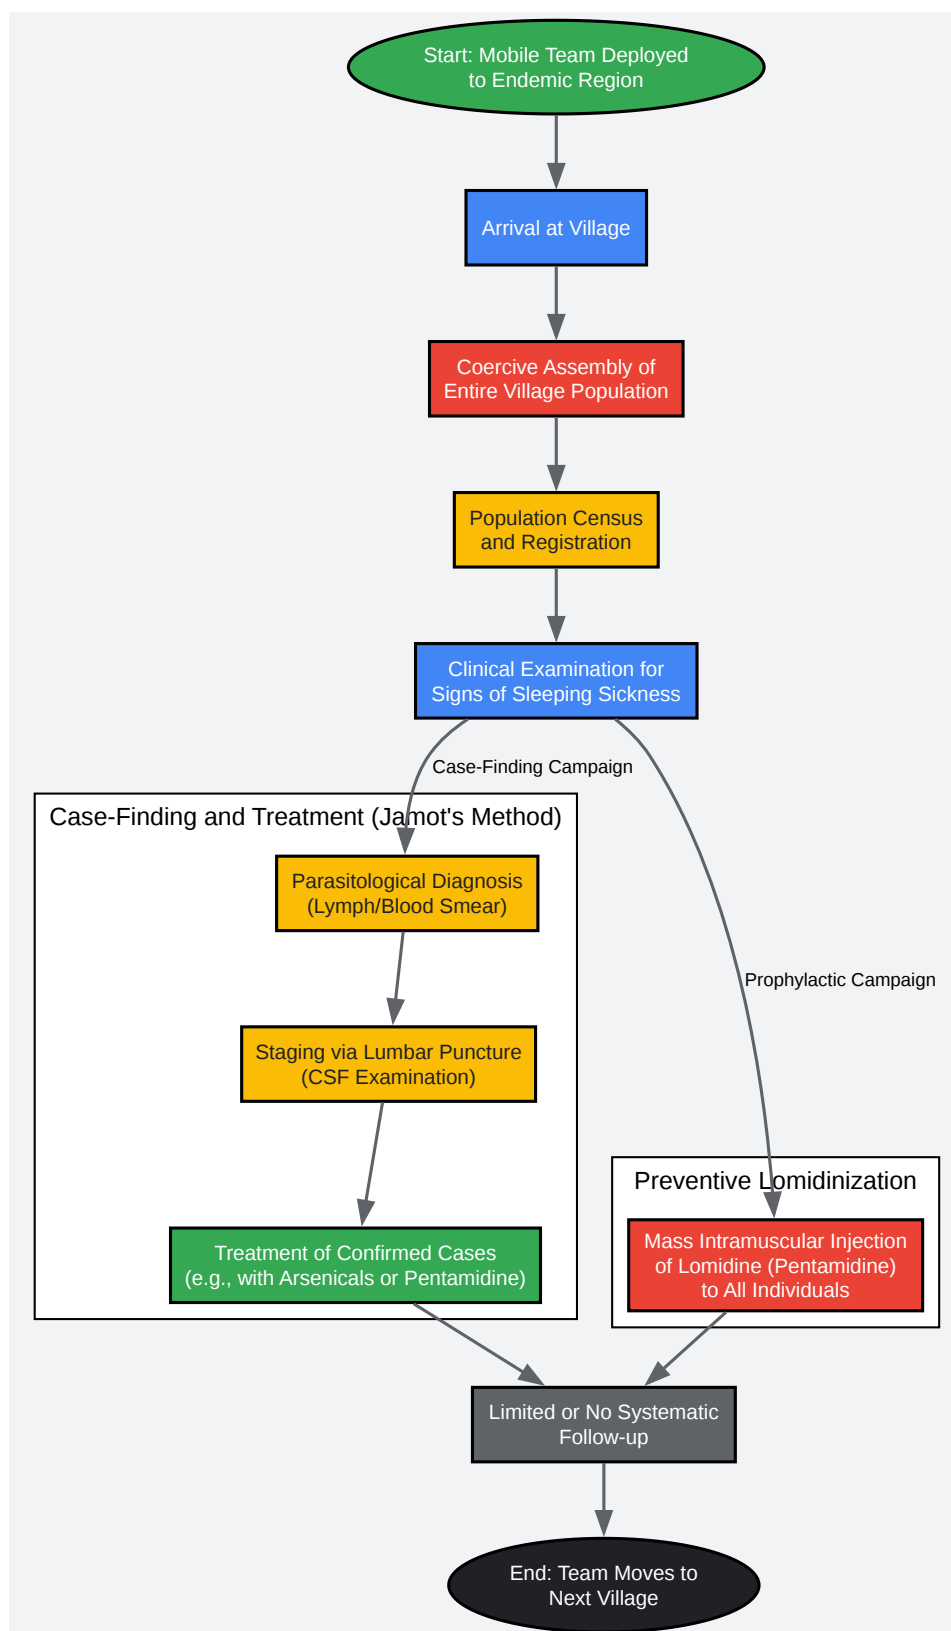 Start: Mobile Team Deployed
to Endemic Region
Arrival at Village
Coercive Assembly of
Entire Village Population
Population Census
and Registration
Clinical Examination for
Signs of Sleeping Sickness
Case-Finding Campaign
Case-Finding and Treatment (Jamot's Method)
Parasitological Diagnosis
(Lymph/Blood Smear)
Staging via Lumbar Puncture
(CSF Examination)
Treatment of Confirmed Cases
(e.g., with Arsenicals or Pentamidine)
Prophylactic Campaign
Preventive Lomidinization
Mass Intramuscular Injection
of Lomidine (Pentamidine)
to All Individuals
Limited or No Systematic
Follow-up
End: Team Moves to
Next Village